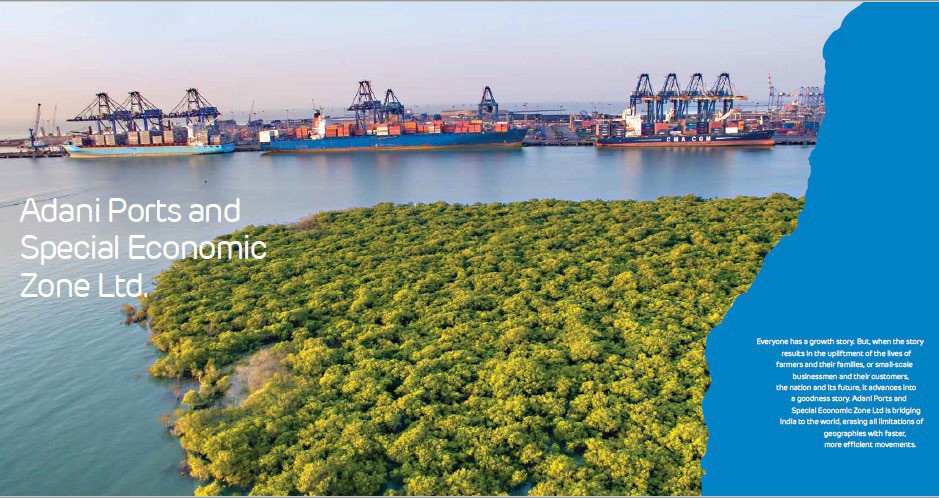 Adani Ports and
Special Economic
Zone Ltd.
CMA CGM
Everyone has a growth story. But, when the story
results in the upliftment of the lives of
farmers and their families, or small-scale
businessmen and their customers,
the nation and its future, it advances into
a goodness story. Adani Ports and
Special Economic Zone Ltd is bridging
India to the world, erasing all limitations of
geographies with faster,
more efficient movements.